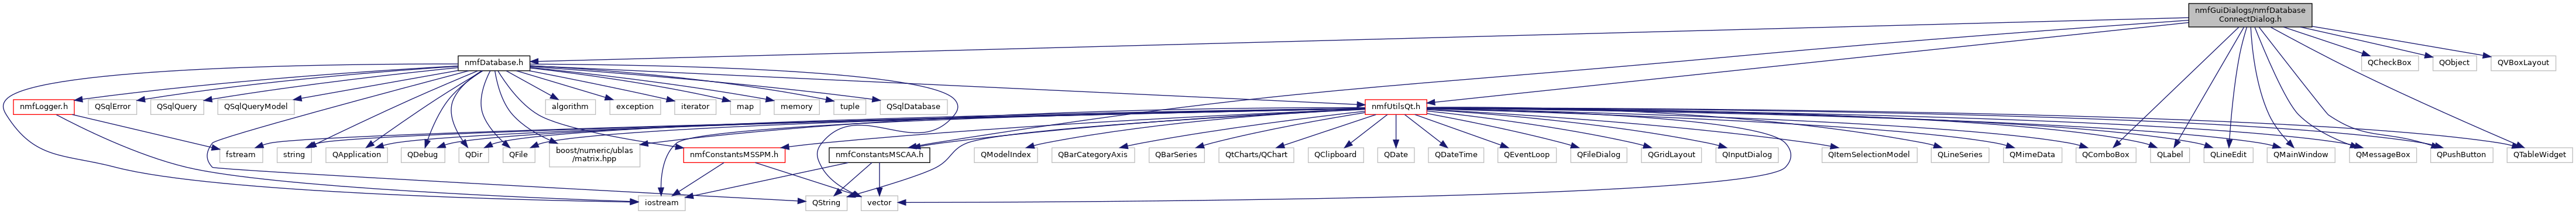 nmfGuiDialogs/nmfDatabase
ConnectDialog.h
nmfDatabase.h
QCheckBox
QObject
QVBoxLayout
nmfLogger.h
QSqlError
QSqlQuery
QSqlQueryModel
algorithm
exception
iterator
map
memory
tuple
QSqlDatabase
nmfUtilsQt.h
fstream
string
QApplication
QDebug
QDir
QFile
boost/numeric/ublas
/matrix.hpp
nmfConstantsMSSPM.h
nmfConstantsMSCAA.h
QModelIndex
QBarCategoryAxis
QBarSeries
QtCharts/QChart
QClipboard
QDate
QDateTime
QEventLoop
QFileDialog
QGridLayout
QInputDialog
QItemSelectionModel
QLineSeries
QMimeData
QComboBox
QLabel
QLineEdit
QMainWindow
QMessageBox
QPushButton
QTableWidget
iostream
QString
vector